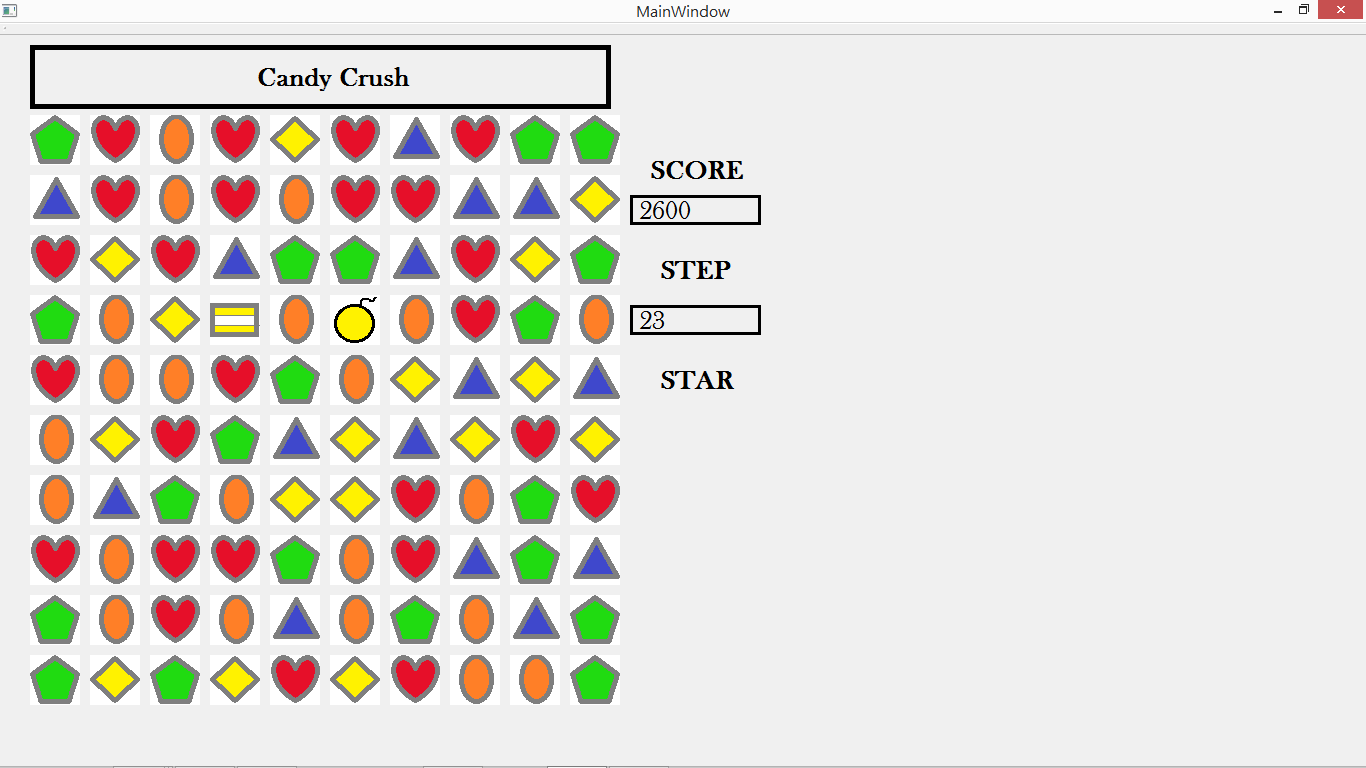 MainWindow
Candy Crush
SCORE
2600
STEP
23
STAR